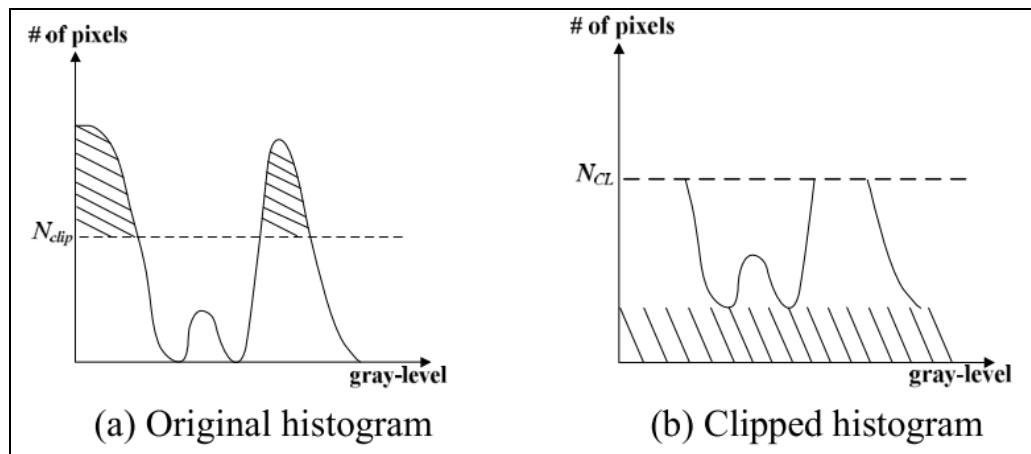 # of pixels
N_clip
gray-level
(a) Original histogram
# of pixels
N_CL
gray-level
(b) Clipped histogram